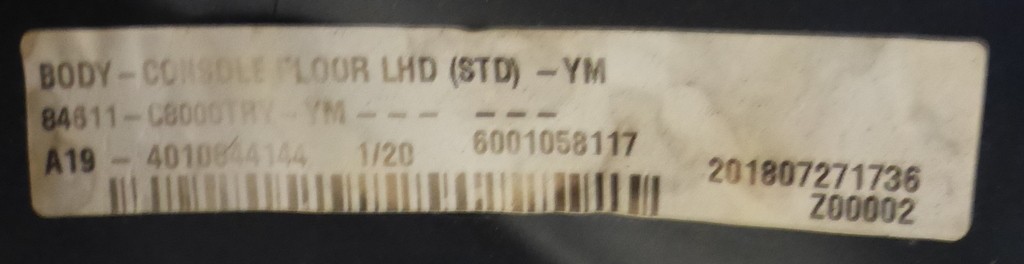 BODY-CONSOLE FLOOR LHD (STD) -YM
84611-C8000TRY-YM--- ---
A19 - 4010844144 1/20 6001058117
201807271736
Z00002